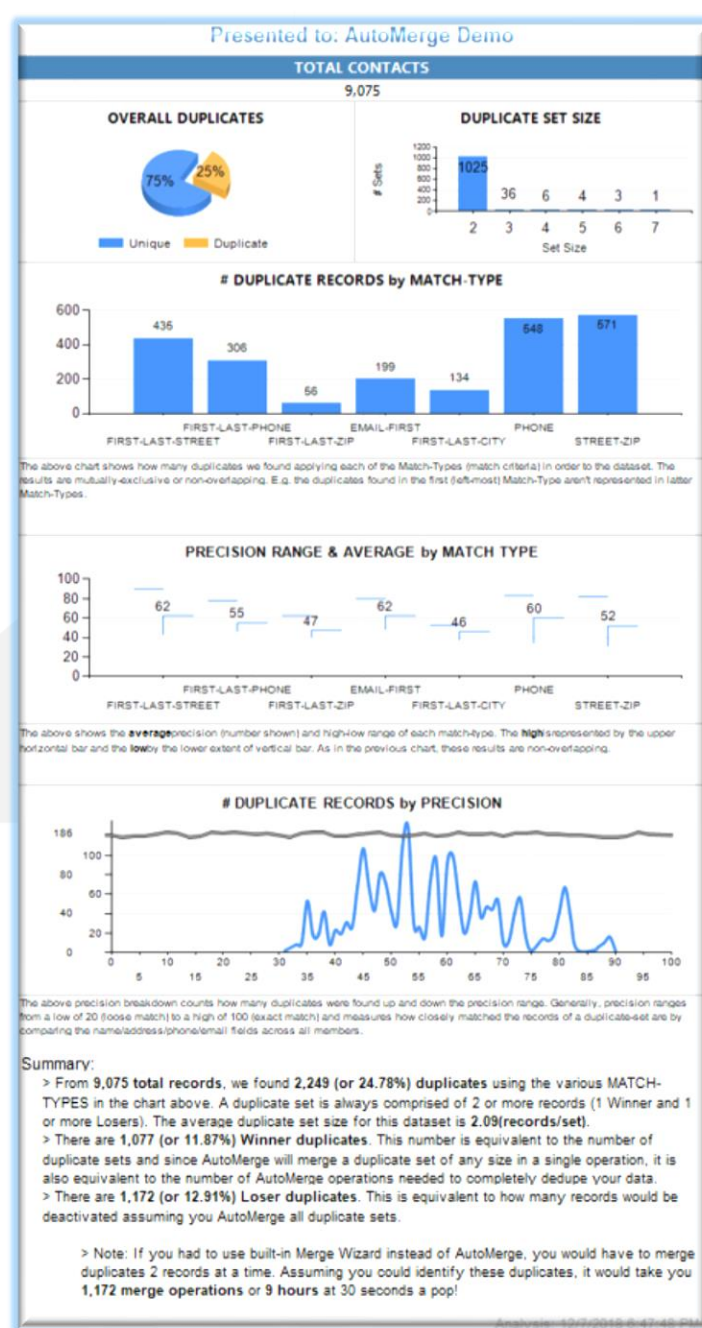 Presented to: AutoMerge Demo
TOTAL CONTACTS
9,075
OVERALL DUPLICATES
75%
25%
Unique
Duplicate
DUPLICATE SET SIZE
# Sets
1200
1000
800
600
400
200
0
1025
36
6
4
3
1
2
3
4
5
6
7
Set Size
# DUPLICATE RECORDS by MATCH-TYPE
600
400
200
0
435
306
56
199
134
548
571
FIRST-LAST-PHONE
EMAIL-FIRST
PHONE
FIRST-LAST-STREET
FIRST-LAST-ZIP
FIRST-LAST-CITY
STREET-ZIP
The above chart shows how many duplicates we found applying each of the Match-Types (match criteria) in order to the dataset. The
results are mutually-exclusive or non-overlapping. E.g. the duplicates found in the first (left-most) Match-Type aren't represented in latter
Match-Types.
PRECISION RANGE & AVERAGE by MATCH TYPE
100
80
60
40
20
0
62
55
47
62
46
60
52
FIRST-LAST-PHONE
EMAIL-FIRST
PHONE
FIRST-LAST-STREET
FIRST-LAST-ZIP
FIRST-LAST-CITY
STREET-ZIP
The above shows the averageprecision (number shown) and high-low range of each match-type. The highisrepresented by the upper
horizontal bar and the lowby the lower extent of vertical bar. As in the previous chart, these results are non-overlapping.
# DUPLICATE RECORDS by PRECISION
186
100
80
60
40
20
0
0
10
20
30
40
50
60
70
80
90
100
5
15
25
35
45
55
65
75
85
95
The above precision breakdown counts how many duplicates were found up and down the precision range. Generally, precision ranges
from a low of 20 (loose match) to a high of 100 (exact match) and measures how closely matched the records of a duplicate-set are by
comparing the name/address/phone/email fields across all members.
Summary:
> From 9,075 total records, we found 2,249 (or 24.78%) duplicates using the various MATCH-
TYPES in the chart above. A duplicate set is always comprised of 2 or more records (1 Winner and 1
or more Losers). The average duplicate set size for this dataset is 2.09(records/set).
> There are 1,077 (or 11.87%) Winner duplicates. This number is equivalent to the number of
duplicate sets and since AutoMerge will merge a duplicate set of any size in a single operation, it is
also equivalent to the number of AutoMerge operations needed to completely dedupe your data.
> There are 1,172 (or 12.91%) Loser duplicates. This is equivalent to how many records would be
deactivated assuming you AutoMerge all duplicate sets.
> Note: If you had to use built-in Merge Wizard instead of AutoMerge, you would have to merge
duplicates 2 records at a time. Assuming you could identify these duplicates, it would take you
1,172 merge operations or 9 hours at 30 seconds a pop!
Analysis: 12/7/2018 6:47:48 PM